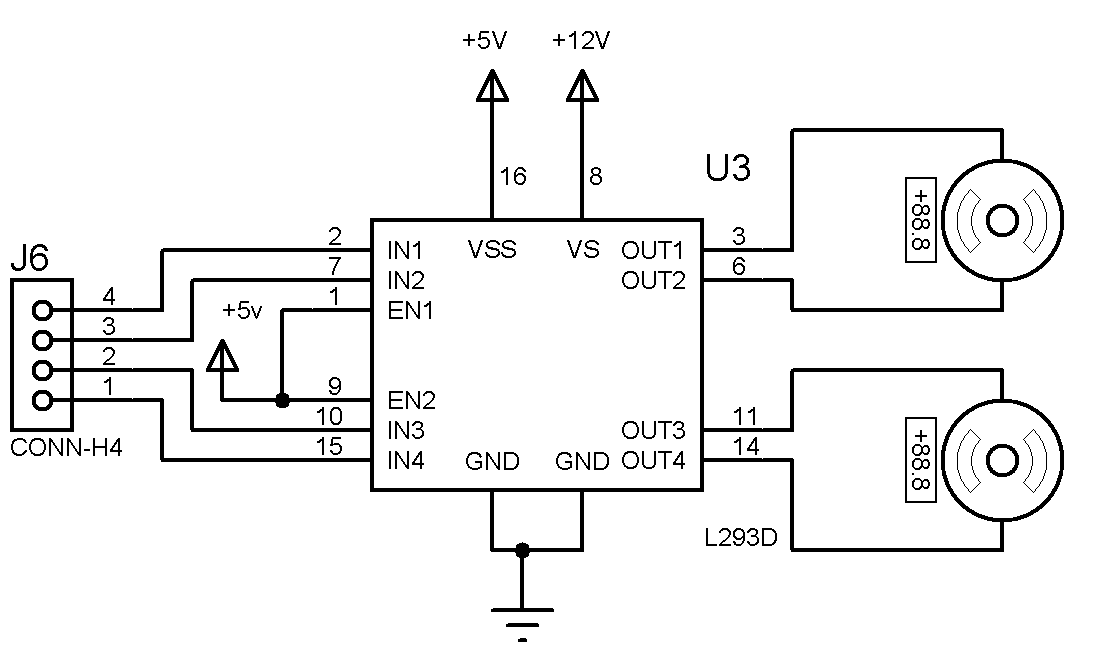 +5V +12V
16 8
U3
J6
CONN-H4
4
3
2
1
+5v
2
7
1
9
10
15
IN1
IN2
EN1
EN2
IN3
IN4
VSS VS
GND GND
OUT1
OUT2
OUT3
OUT4
3
6
11
14
L293D
+88.8
+88.8